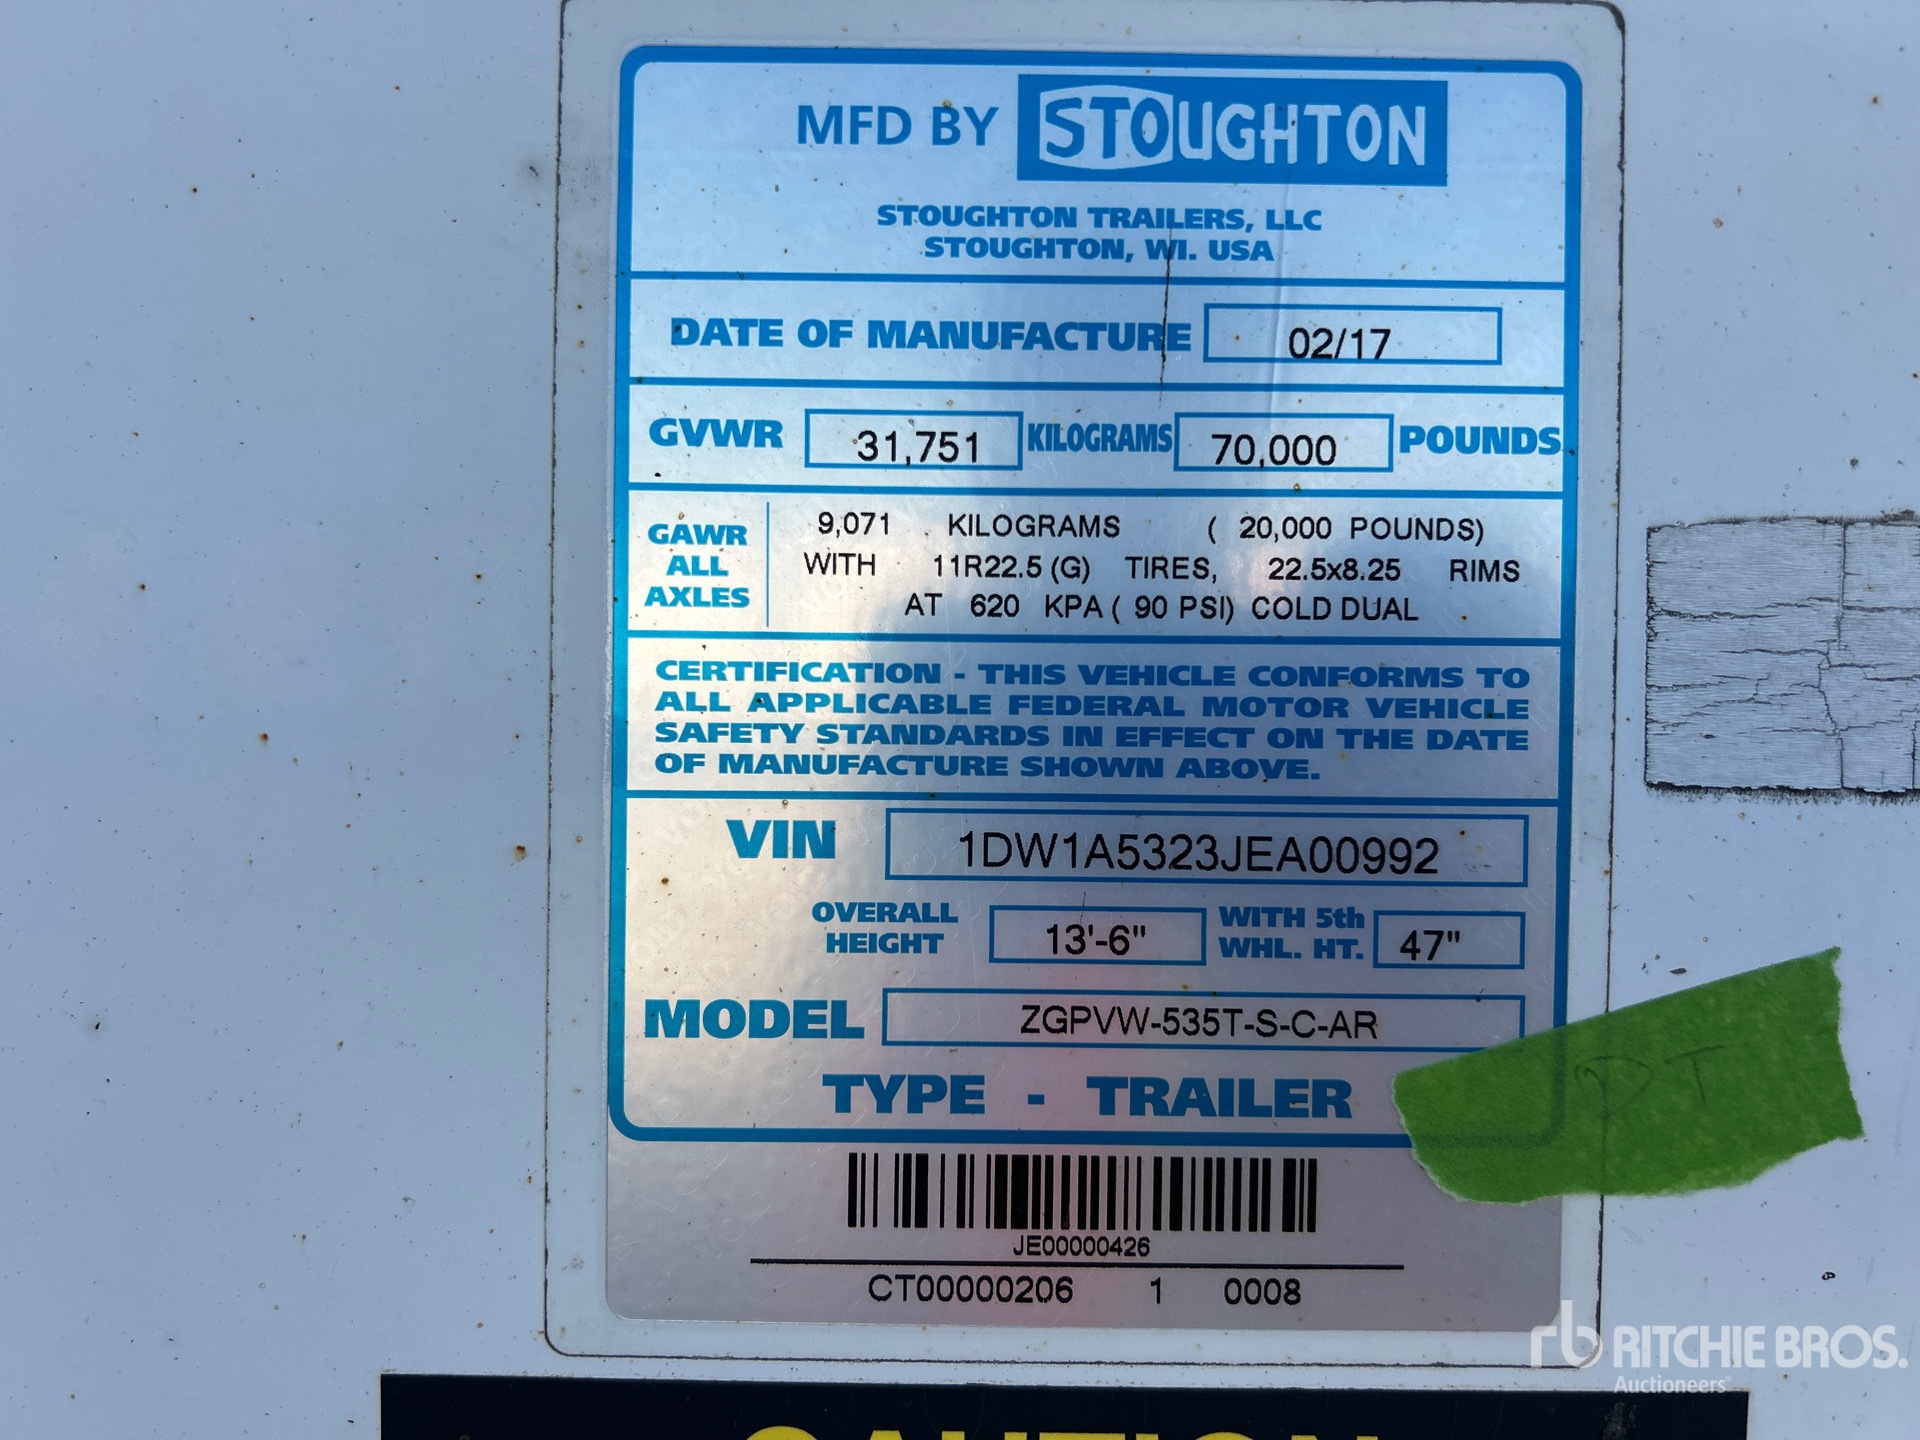 MFD BY STOUGHTON
STOUGHTON TRAILERS, LLC
STOUGHTON, WI. USA
DATE OF MANUFACTURE 02/17
GVWR 31,751 KILOGRAMS 70,000 POUNDS
GAWR ALL AXLES
9,071 KILOGRAMS ( 20,000 POUNDS)
WITH 11R22.5 (G) TIRES, 22.5x8.25 RIMS
AT 620 KPA ( 90 PSI) COLD DUAL
CERTIFICATION - THIS VEHICLE CONFORMS TO
ALL APPLICABLE FEDERAL MOTOR VEHICLE
SAFETY STANDARDS IN EFFECT ON THE DATE
OF MANUFACTURE SHOWN ABOVE.
VIN 1DW1A5323JEA00992
OVERALL HEIGHT 13'-6" WITH 5th WHL. HT. 47"
MODEL ZGPVW-535T-S-C-AR
TYPE - TRAILER
PT
JE00000426
CT00000206 1 0008
CAUTION
rb RITCHIE BROS.
Auctioneers